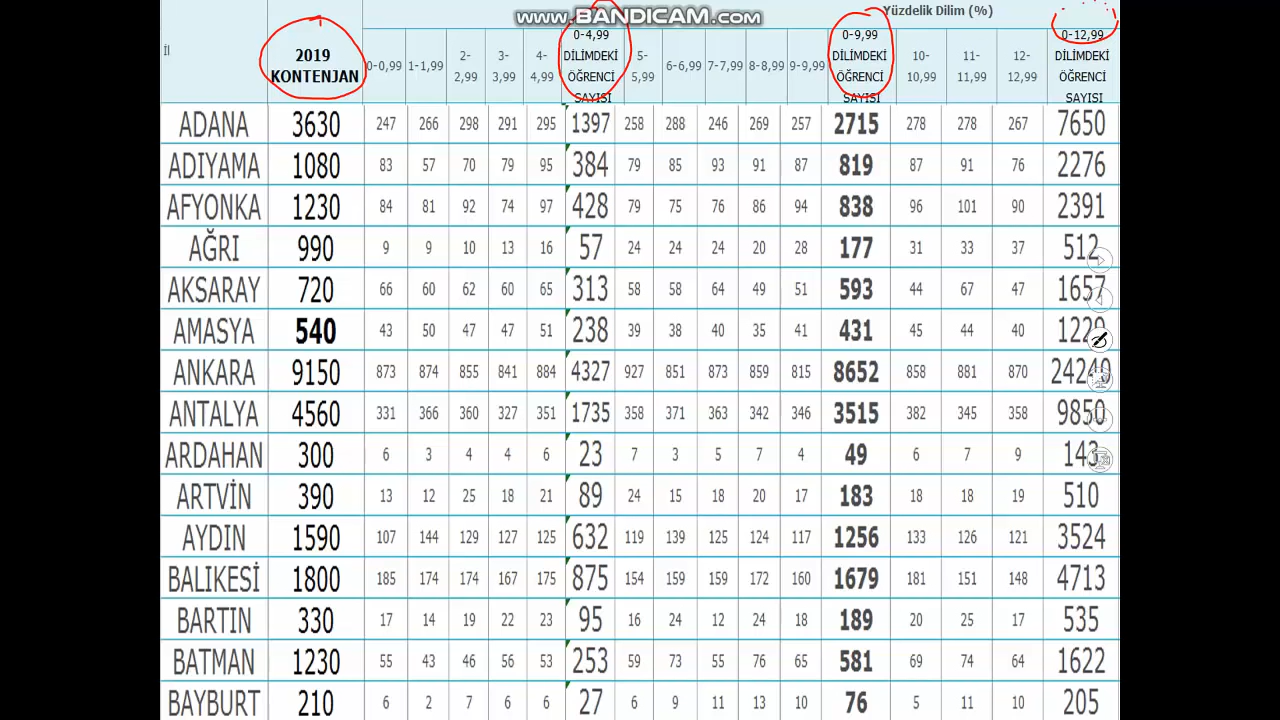 www.BANDICAM.com
Yüzdelik Dilim (%)
İl 2019 KONTENJAN 0-0,99 1-1,99 2-2,99 3-3,99 4-4,99 0-4,99 DİLİMDEKİ ÖĞRENCİ SAYISI 5-5,99 6-6,99 7-7,99 8-8,99 9-9,99 0-9,99 DİLİMDEKİ ÖĞRENCİ SAYISI 10-10,99 11-11,99 12-12,99 0-12,99 DİLİMDEKİ ÖĞRENCİ SAYISI
ADANA 3630 247 266 298 291 295 1397 258 288 246 269 257 2715 278 278 267 7650
ADIYAMA 1080 83 57 70 79 95 384 79 85 93 91 87 819 87 91 76 2276
AFYONKA 1230 84 81 92 74 97 428 79 75 76 86 94 838 96 101 90 2391
AĞRI 990 9 9 10 13 16 57 24 24 24 20 28 177 31 33 37 512
AKSARAY 720 66 60 62 60 65 313 58 58 64 49 51 593 44 67 47 1657
AMASYA 540 43 50 47 47 51 238 39 38 40 35 41 431 45 44 40
ANKARA 9150 873 874 855 841 884 4327 927 851 873 859 815 8652 858 881 870 24240
ANTALYA 4560 331 366 360 327 351 1735 358 371 363 342 346 3515 382 345 358 9850
ARDAHAN 300 6 3 4 4 6 23 7 3 5 7 4 49 6 7 9 143
ARTVİN 390 13 12 25 18 21 89 24 15 18 20 17 183 18 18 19 510
AYDIN 1590 107 144 129 127 125 632 119 139 125 124 117 1256 133 126 121 3524
BALIKESİ 1800 185 174 174 167 175 875 154 159 159 172 160 1679 181 151 148 4713
BARTIN 330 17 14 19 22 23 95 16 24 12 24 18 189 20 25 17 535
BATMAN 1230 55 43 46 56 53 253 59 73 55 76 65 581 69 74 64 1622
BAYBURT 210 6 2 7 6 6 27 6 9 11 13 10 76 5 11 10 205